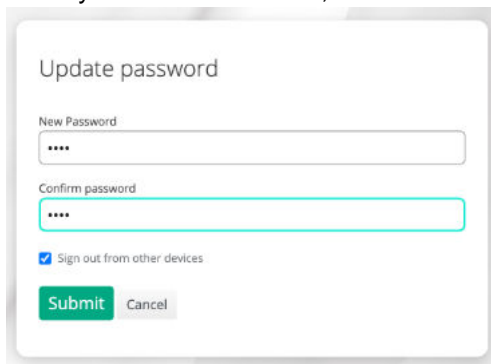 Update password
New Password
••••
Confirm password
••••
Sign out from other devices
Submit Cancel